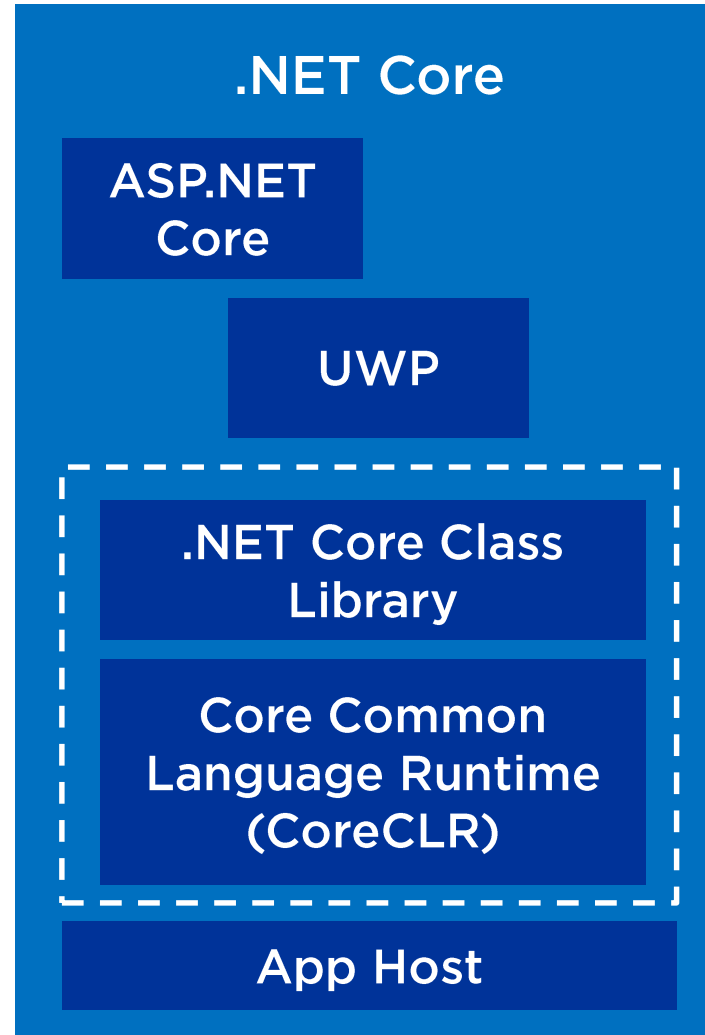 .NET Core
ASP.NET
Core
UWP
.NET Core Class
Library
Core Common
Language Runtime
(CoreCLR)
App Host